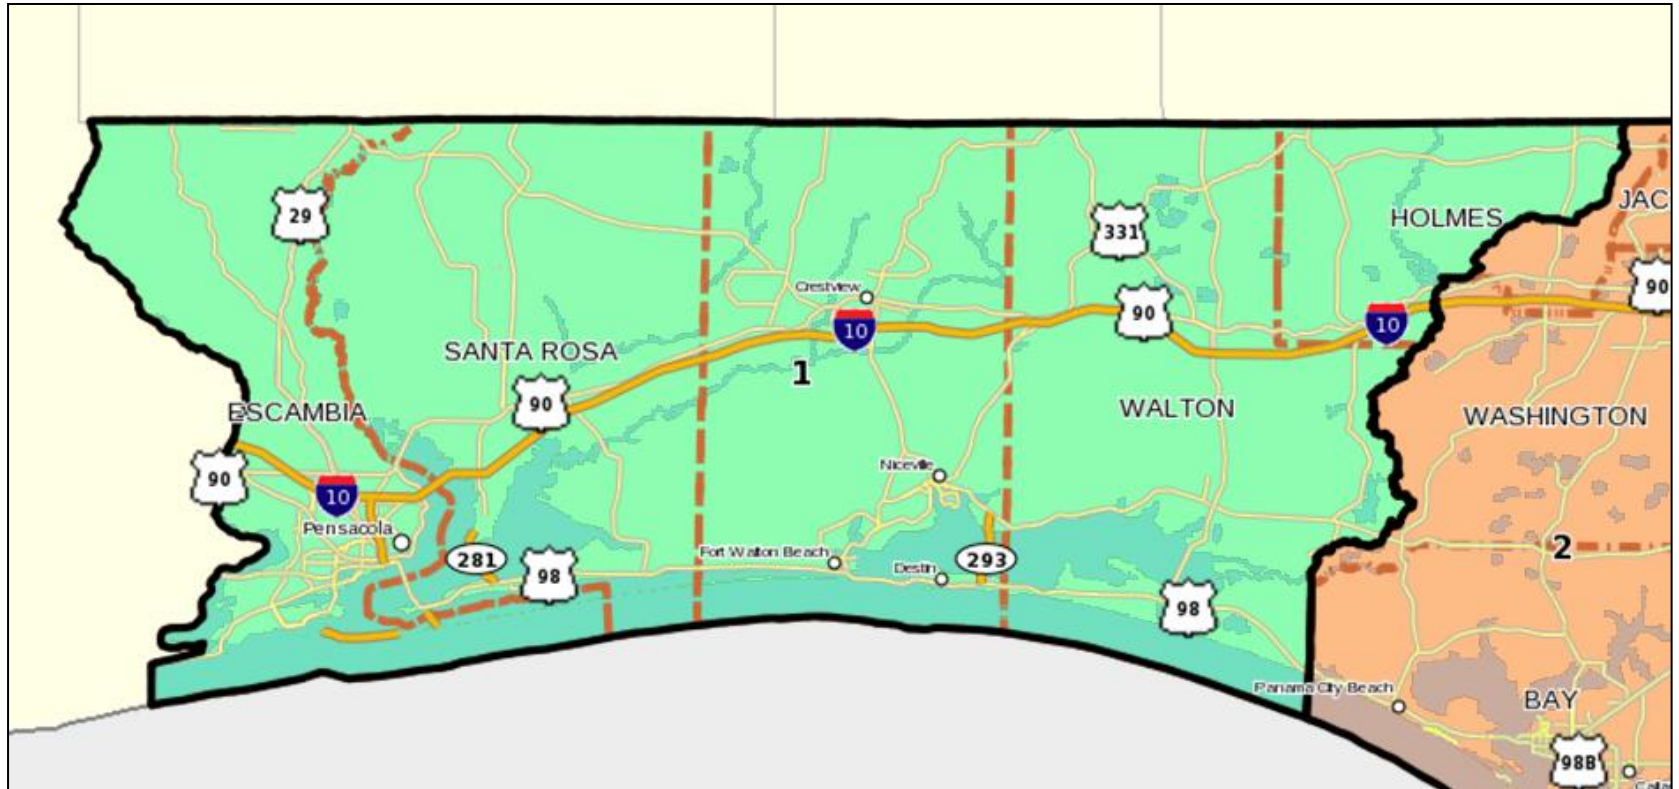 JAC
29
HOLMES
331
90
Crestview
10
90
10
SANTA ROSA
1
90
ESCAMBIA
WALTON
WASHINGTON
90
Niceville
10
Pensacola
281
98
Fort Walton Beach
Destin
293
2
98
Panama City Beach
BAY
98B